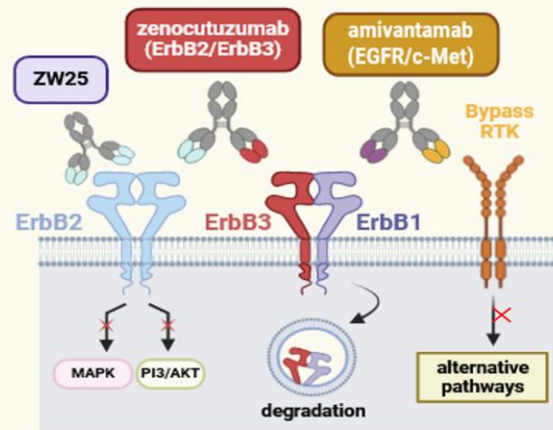 zenocutuzumab
(ErbB2/ErbB3)
amivantamab
(EGFR/c-Met)
ZW25
Bypass
RTK
ErbB2
ErbB3
ErbB1
MAPK
PI3/AKT
degradation
alternative
pathways